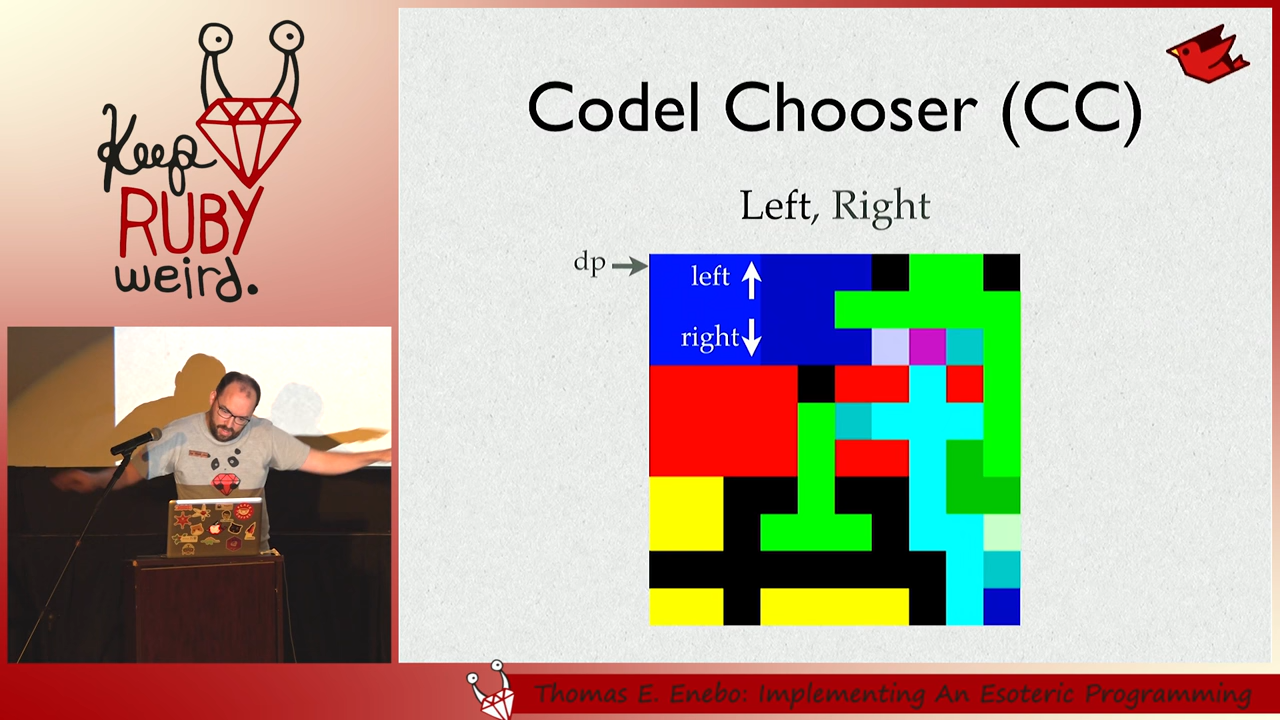 Keep
RUBY
weird.
Codel Chooser (CC)
Left, Right
dp
left
right
Thomas E. Enebo: Implementing An Esoteric Programming